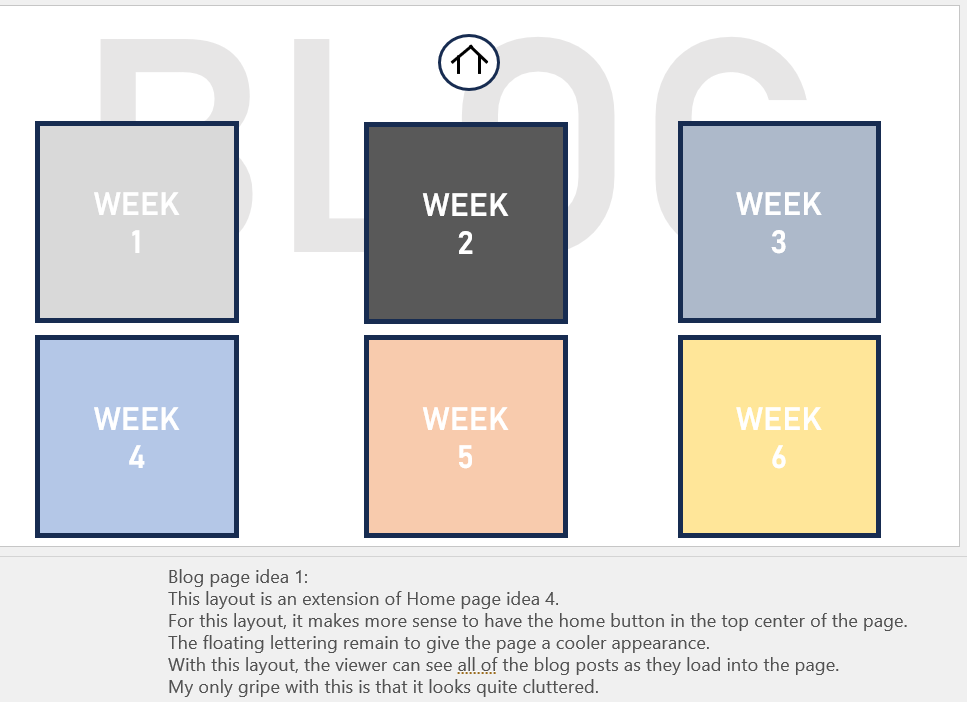 BLOG
WEEK
1
WEEK
2
WEEK
3
WEEK
4
WEEK
5
WEEK
6
Blog page idea 1:
This layout is an extension of Home page idea 4.
For this layout, it makes more sense to have the home button in the top center of the page.
The floating lettering remain to give the page a cooler appearance.
With this layout, the viewer can see all of the blog posts as they load into the page.
My only gripe with this is that it looks quite cluttered.